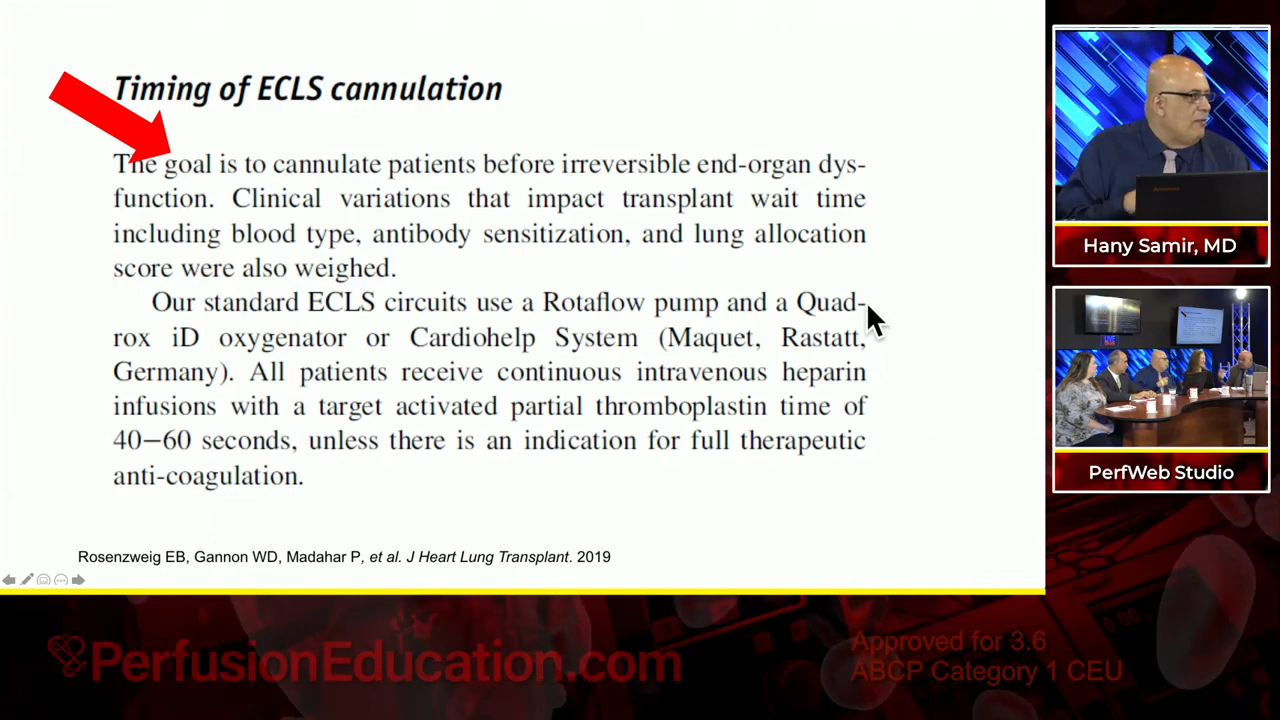 Timing of ECLS cannulation
The goal is to cannulate patients before irreversible end-organ dys-
function. Clinical variations that impact transplant wait time
including blood type, antibody sensitization, and lung allocation
score were also weighed.
Our standard ECLS circuits use a Rotaflow pump and a Quad-
rox iD oxygenator or Cardiohelp System (Maquet, Rastatt,
Germany). All patients receive continuous intravenous heparin
infusions with a target activated partial thromboplastin time of
40−60 seconds, unless there is an indication for full therapeutic
anti-coagulation.
Rosenzweig EB, Gannon WD, Madahar P, et al. J Heart Lung Transplant. 2019
Hany Samir, MD
PerfWeb Studio
PerfusionEducation.com
Approved for 3.6
ABCP Category 1 CEU